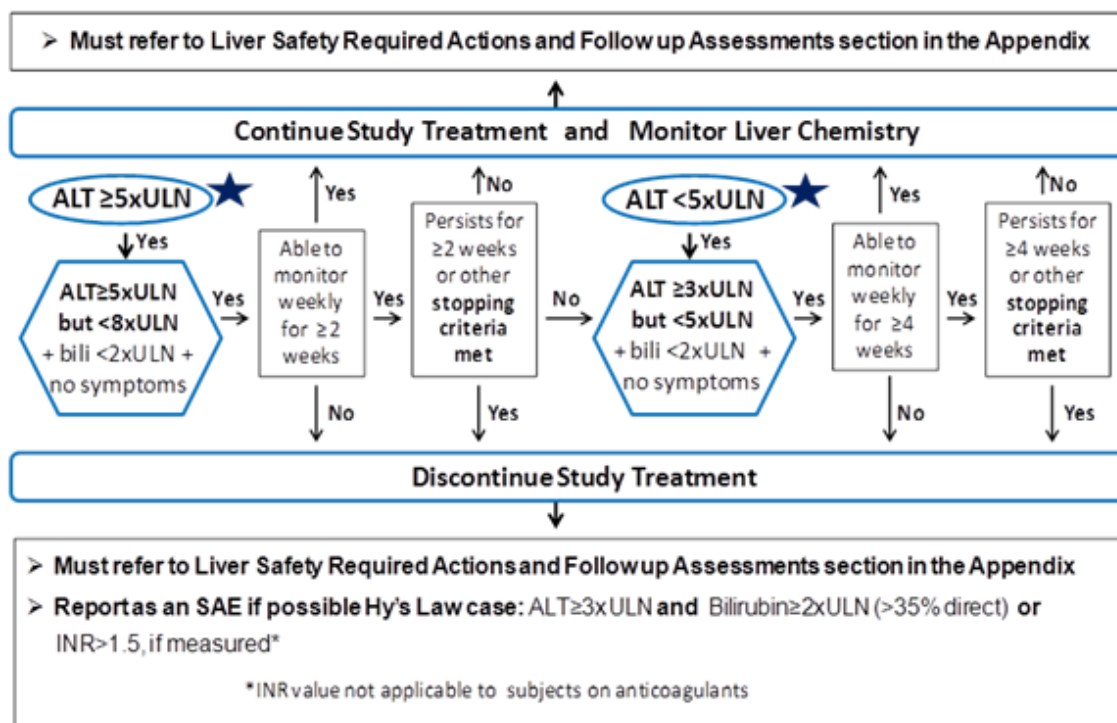 ➢ Must refer to Liver Safety Required Actions and Follow up Assessments section in the Appendix
Continue Study Treatment and Monitor Liver Chemistry
ALT ≥5xULN
Yes
ALT≥5xULN
but <8xULN
+ bili <2xULN +
no symptoms
Yes
Yes
Able to
monitor
weekly
for ≥2
weeks
No
Yes
No
Persists for
≥2 weeks
or other
stopping
criteria
met
Yes
No
ALT <5xULN
Yes
ALT ≥3xULN
but <5xULN
+ bili <2xULN +
no symptoms
Yes
Yes
Able to
monitor
weekly
for ≥4
weeks
No
Yes
No
Persists for
≥4 weeks
or other
stopping
criteria
met
Yes
Discontinue Study Treatment
➢ Must refer to Liver Safety Required Actions and Follow up Assessments section in the Appendix
➢ Report as an SAE if possible Hy's Law case: ALT≥3xULN and Bilirubin≥2xULN (>35% direct) or
INR>1.5, if measured*
*INR value not applicable to subjects on anticoagulants